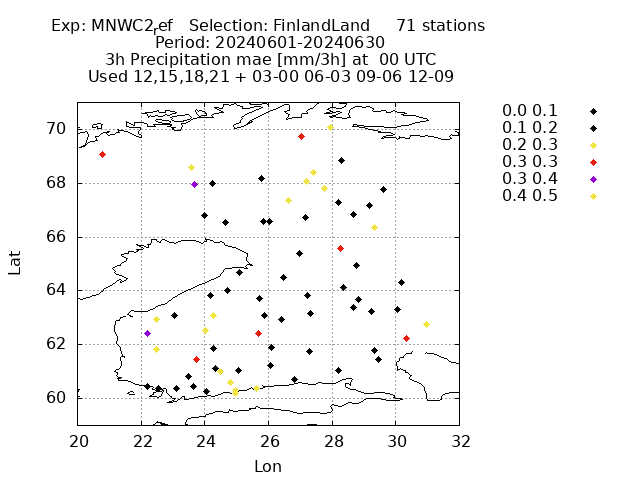 Exp: MNWC2ref   Selection: FinlandLand     71 stations
Period: 20240601-20240630
3h Precipitation mae [mm/3h] at  00 UTC
Used 12,15,18,21 + 03-00 06-03 09-06 12-09
0.0 0.1
0.1 0.2
0.2 0.3
0.3 0.3
0.3 0.4
0.4 0.5
70
68
66
64
62
60
Lat
20 22 24 26 28 30 32
Lon